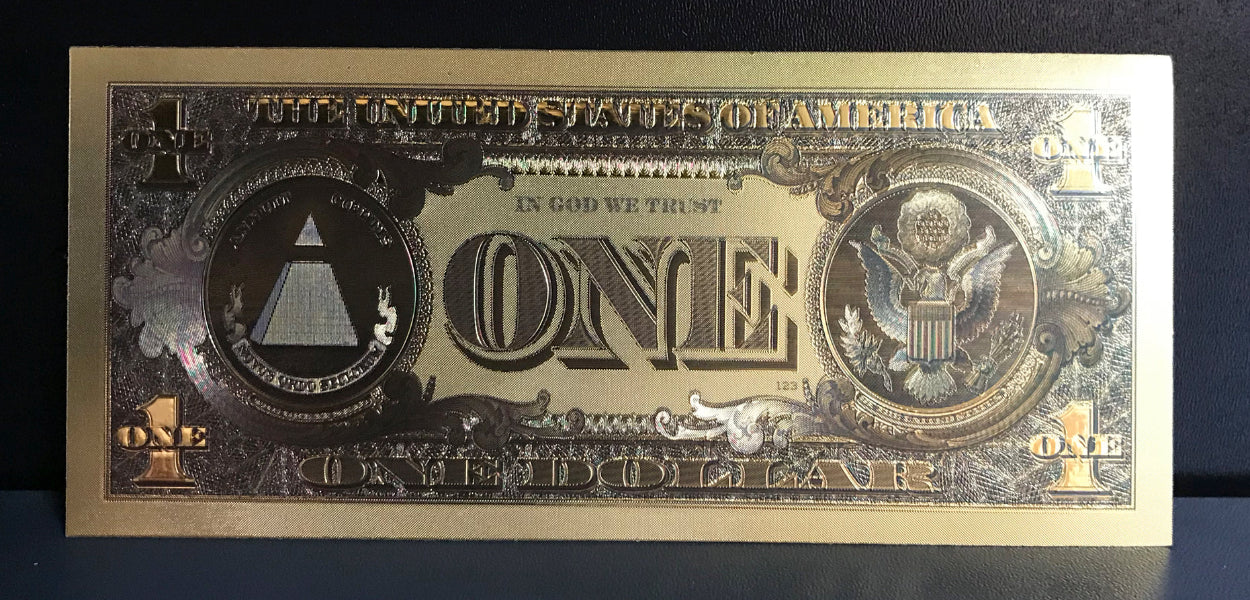 THE UNITED STATES OF AMERICA
1
ONE
1
ONE
IN GOD WE TRUST
ONE
123
1
ONE
1
ONE
ONE DOLLAR